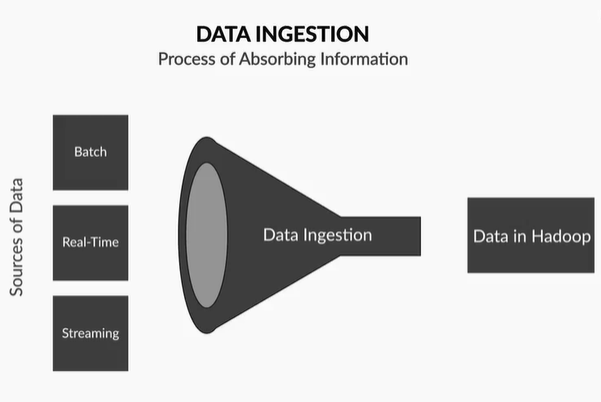 DATA INGESTION
Process of Absorbing Information
Sources of Data
Batch
Real-Time
Streaming
Data Ingestion
Data in Hadoop